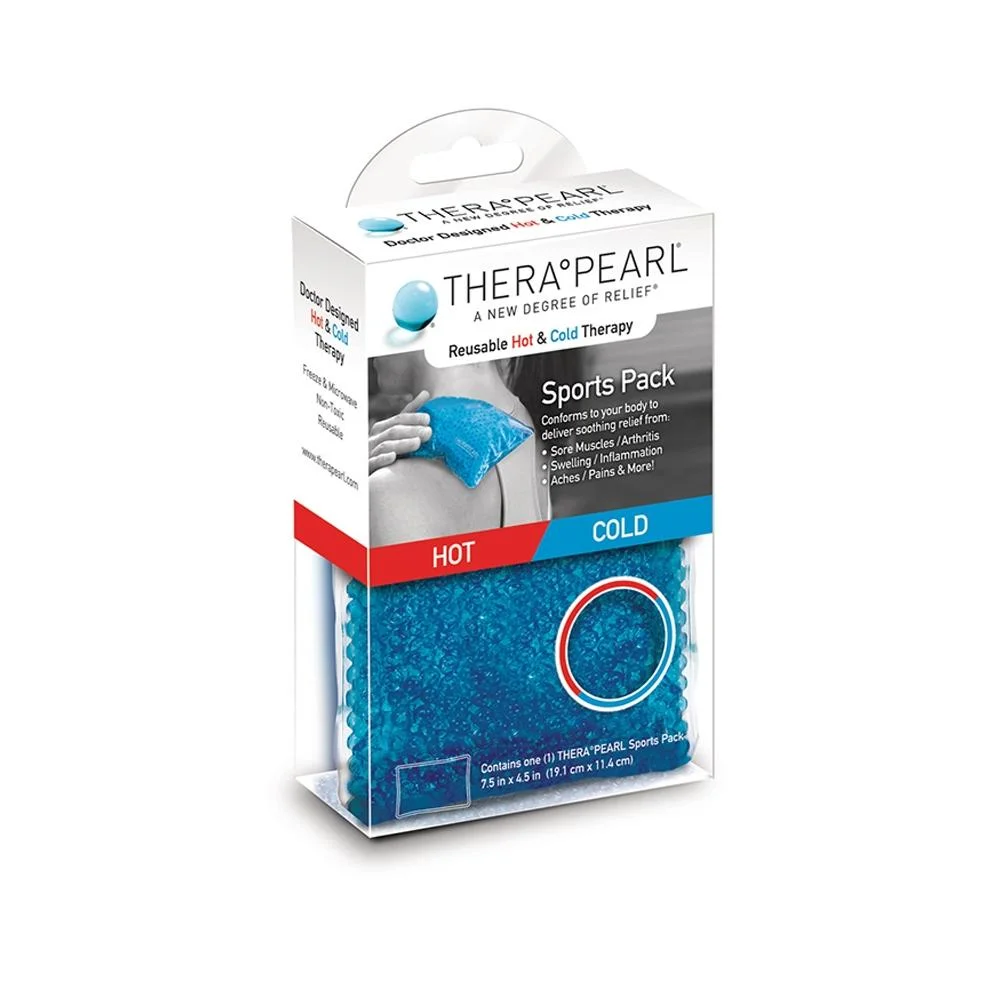 THERA°PEARL®
A NEW DEGREE OF RELIEF®
Doctor Designed Hot & Cold Therapy
THERA°PEARL®
A NEW DEGREE OF RELIEF®
Reusable Hot & Cold Therapy
Doctor Designed
Hot & Cold
Therapy
Freeze & Microwave
Non-Toxic
Reusable
www.therapearl.com
Sports Pack
Conforms to your body to
deliver soothing relief from:
• Sore Muscles / Arthritis
• Swelling / Inflammation
• Aches / Pains & More!
HOT
COLD
Contains one (1) THERA°PEARL Sports Pack
7.5 in x 4.5 in (19.1 cm x 11.4 cm)